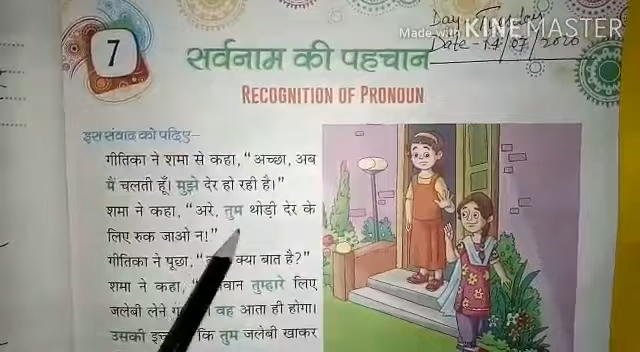 Day - Tuesday
Made with KINEMASTER
Date - 14/07/2020
7
सर्वनाम की पहचान
RECOGNITION OF PRONOUN
इस संवाद को पढ़िए—
गीतिका ने शमा से कहा, “अच्छा, अब
मैं चलती हूँ। मुझे देर हो रही है।”
शमा ने कहा, “अरे, तुम थोड़ी देर के
लिए रुक जाओ न!”
गीतिका ने पूछा, “ क्या बात है?”
शमा ने कहा, “ तुम्हारे लिए
जलेबी लेने वह आता ही होगा।
उसकी कि तुम जलेबी खाकर